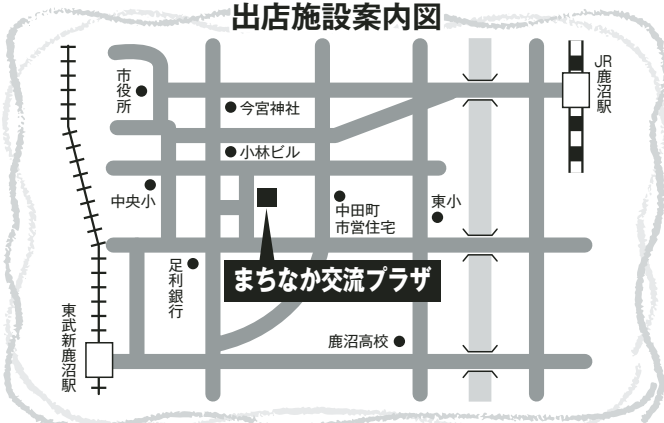 出店施設案内図
JR鹿沼駅
市役所
今宮神社
小林ビル
中央小
中田町
市営住宅
東小
足利銀行
まちなか交流プラザ
東武新鹿沼駅
鹿沼高校